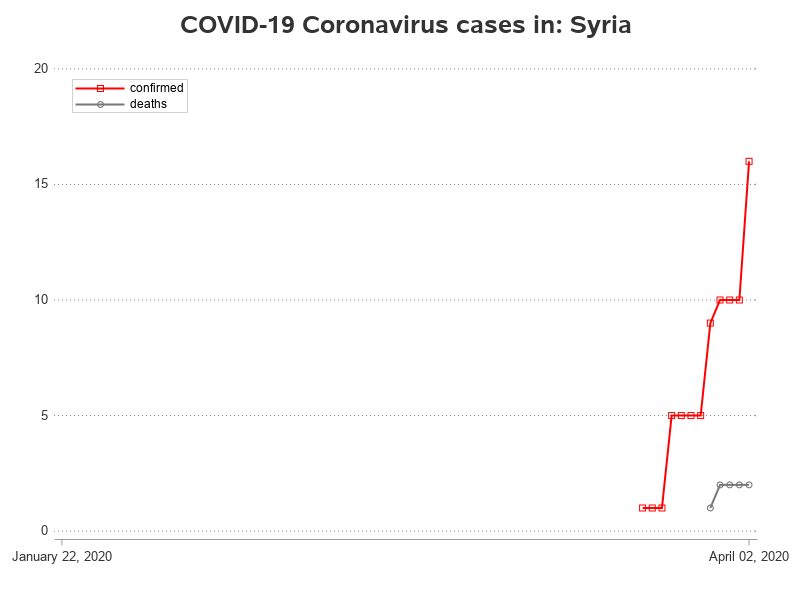 COVID-19 Coronavirus cases in: Syria
20
confirmed
deaths
15
10
5
0
January 22, 2020
April 02, 2020